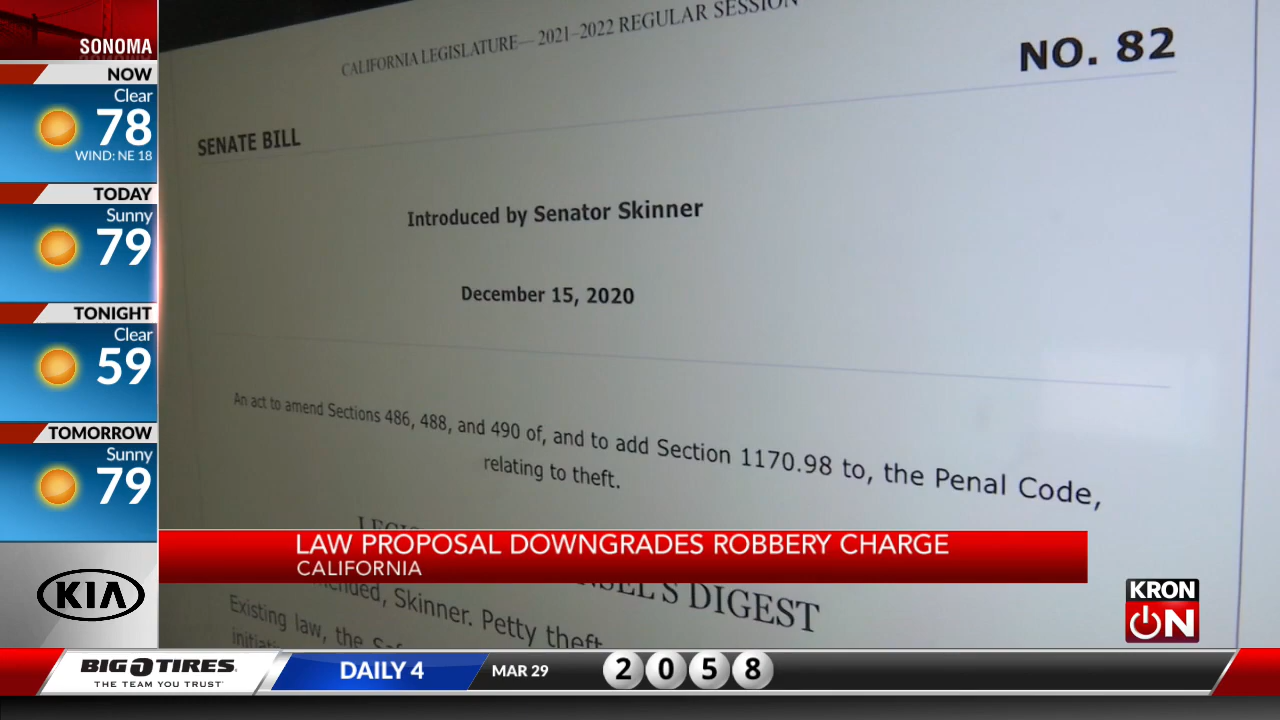 SONOMA
NOW
Clear
78
WIND: NE 18
TODAY
Sunny
79
TONIGHT
Clear
59
TOMORROW
Sunny
79
KIA
CALIFORNIA LEGISLATURE— 2021–2022 REGULAR SESSION
NO. 82
SENATE BILL
Introduced by Senator Skinner
December 15, 2020
An act to amend Sections 486, 488, and 490 of, and to add Section 1170.98 to, the Penal Code,
relating to theft.
LAW PROPOSAL DOWNGRADES ROBBERY CHARGE
CALIFORNIA
DIGEST
Skinner. Petty theft
Existing law, the
KRON
ON
BIG O TIRES
THE TEAM YOU TRUST
DAILY 4
MAR 29
2 0 5 8